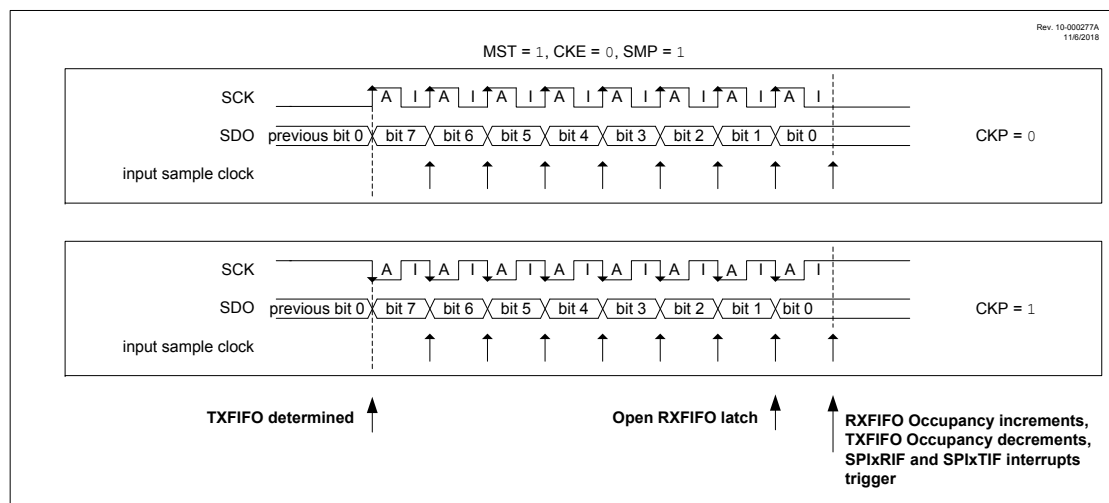 Rev. 10-000277A
11/6/2018
MST = 1, CKE = 0, SMP = 1
SCK A I A I A I A I A I A I A I A I
SDO previous bit 0 bit 7 bit 6 bit 5 bit 4 bit 3 bit 2 bit 1 bit 0 CKP = 0
input sample clock
SCK A I A I A I A I A I A I A I A I
SDO previous bit 0 bit 7 bit 6 bit 5 bit 4 bit 3 bit 2 bit 1 bit 0 CKP = 1
input sample clock
TXFIFO determined Open RXFIFO latch RXFIFO Occupancy increments,
TXFIFO Occupancy decrements,
SPIxRIF and SPIxTIF interrupts
trigger